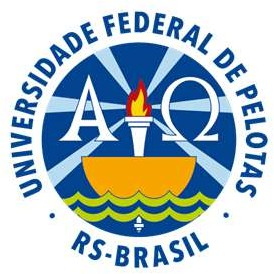 UNIVERSIDADE FEDERAL DE PELOTAS
Α Ω
RS-BRASIL